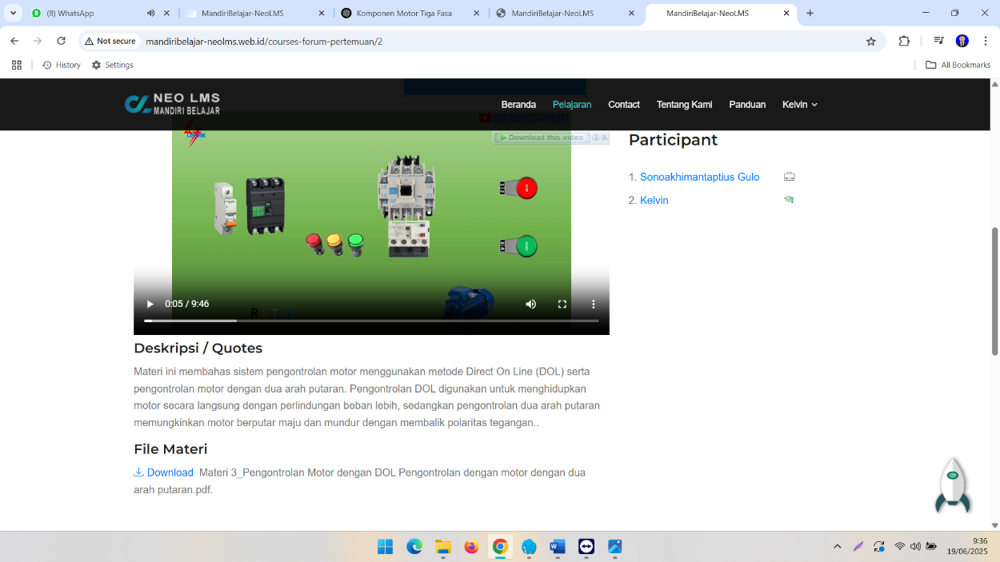 (8) WhatsApp
MandiriBelajar-NeoLMS
Komponen Motor Tiga Fasa
MandiriBelajar-NeoLMS
MandiriBelajar-NeoLMS
Not secure
mandiribelajar-neolms.web.id/courses-forum-pertemuan/2
History
Settings
All Bookmarks
NEO LMS
MANDIRI BELAJAR
Beranda
Pelajaran
Contact
Tentang Kami
Panduan
Kelvin
LISTRIK
Download this video
?
Participant
1. Sonoakhimantaptius Gulo
2. Kelvin
R S T N
0:05 / 9:46
Deskripsi / Quotes
Materi ini membahas sistem pengontrolan motor menggunakan metode Direct On Line (DOL) serta
pengontrolan motor dengan dua arah putaran. Pengontrolan DOL digunakan untuk menghidupkan
motor secara langsung dengan perlindungan beban lebih, sedangkan pengontrolan dua arah putaran
memungkinkan motor berputar maju dan mundur dengan membalik polaritas tegangan..
File Materi
Download Materi 3_Pengontrolan Motor dengan DOL Pengontrolan dengan motor dengan dua
arah putaran.pdf.
9:36
19/06/2025